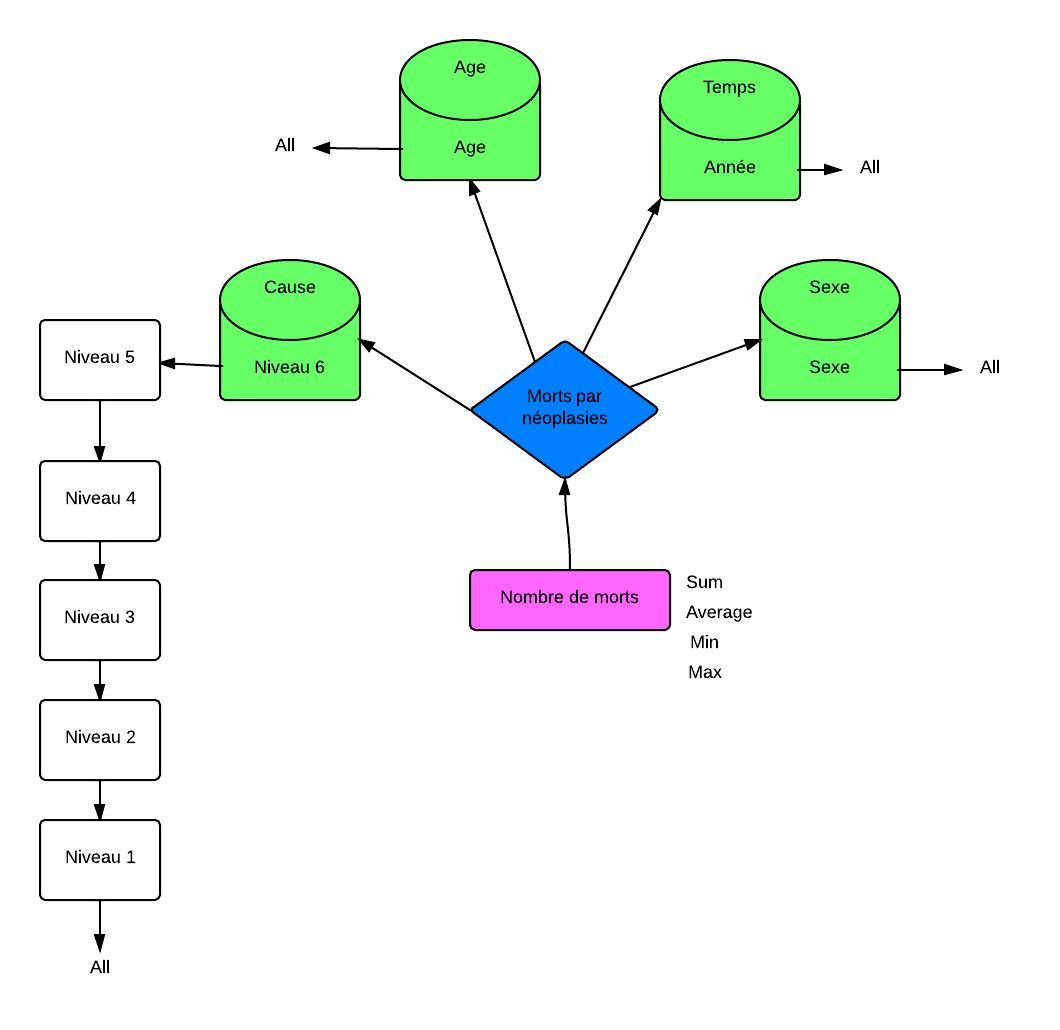 Age
Age
All
Temps
Année
All
Cause
Niveau 6
Sexe
Sexe
All
Niveau 5
Niveau 4
Niveau 3
Niveau 2
Niveau 1
All
Morts par
néoplasies
Nombre de morts
Sum
Average
Min
Max